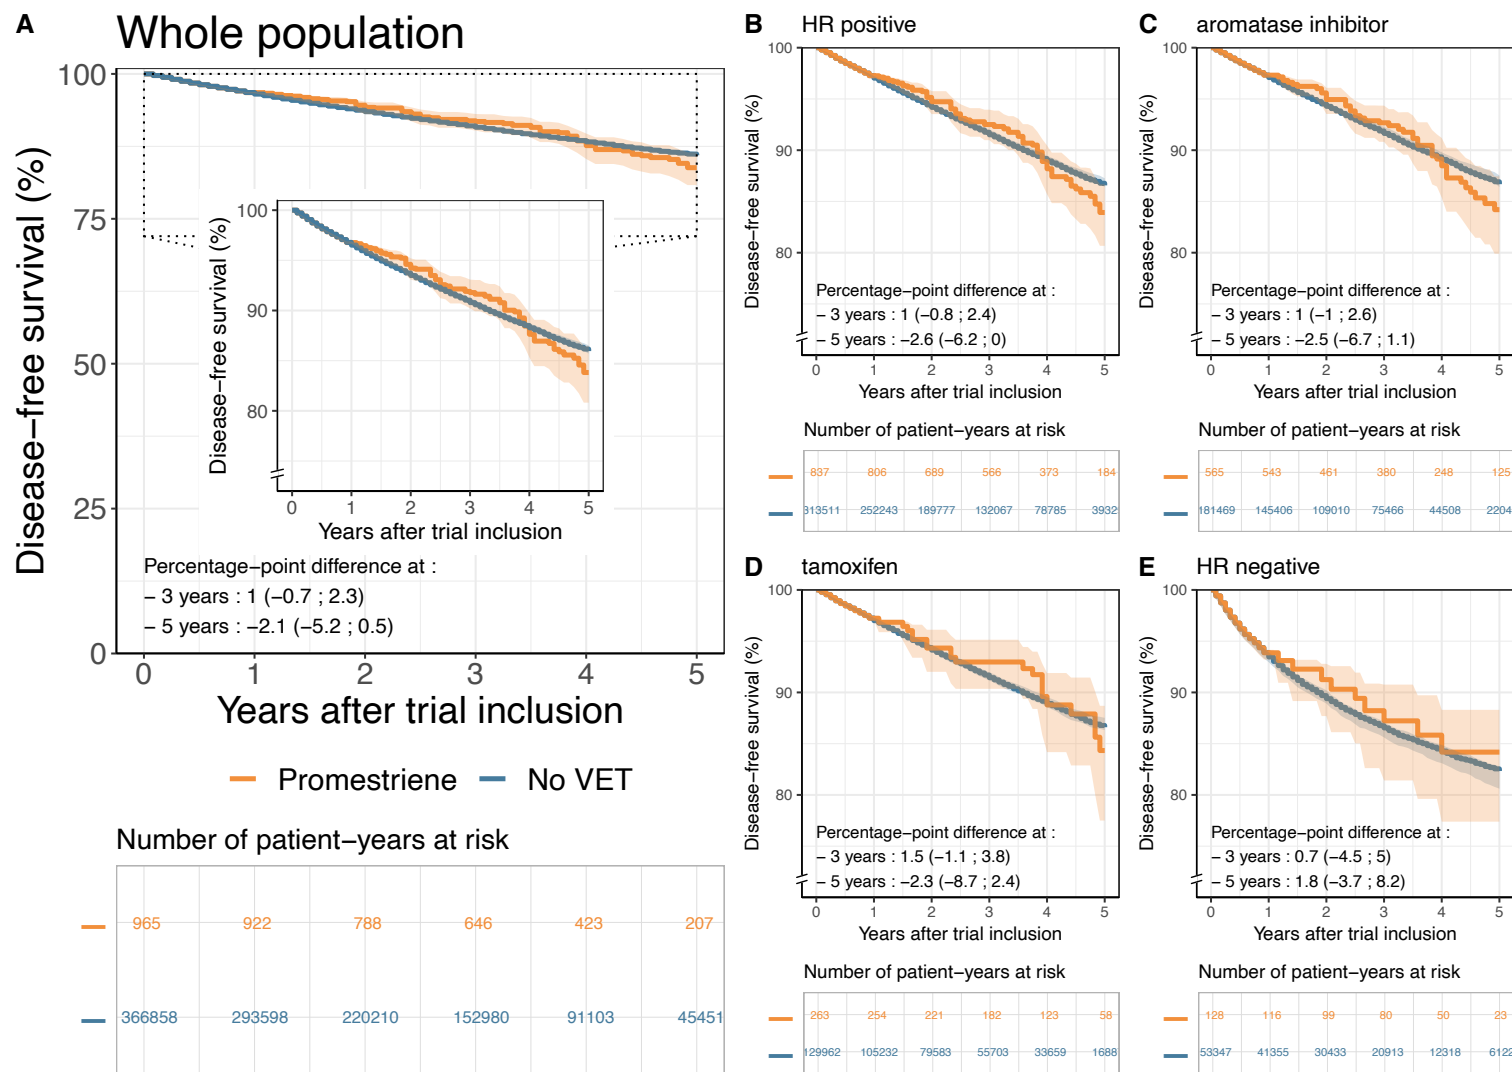 A
Whole population
Disease−free survival (%)
100
75
50
25
0
Disease−free survival (%)
100
90
80
0 1 2 3 4 5
Years after trial inclusion
Percentage−point difference at :
− 3 years : 1 (−0.7 ; 2.3)
− 5 years : −2.1 (−5.2 ; 0.5)
0 1 2 3 4 5
Years after trial inclusion
Promestriene No VET
Number of patient−years at risk
965 922 788 646 423 207
366858 293598 220210 152980 91103 45451
B
HR positive
Disease−free survival (%)
100
90
80
Percentage−point difference at :
− 3 years : 1 (−0.8 ; 2.4)
− 5 years : −2.6 (−6.2 ; 0)
0 1 2 3 4 5
Years after trial inclusion
Number of patient−years at risk
837 806 689 566 373 184
313511 252243 189777 132067 78785 3932
C
aromatase inhibitor
Disease−free survival (%)
100
90
80
Percentage−point difference at :
− 3 years : 1 (−1 ; 2.6)
− 5 years : −2.5 (−6.7 ; 1.1)
0 1 2 3 4 5
Years after trial inclusion
Number of patient−years at risk
565 543 461 380 248 125
181469 145406 109010 75466 44508 2204
D
tamoxifen
Disease−free survival (%)
100
90
80
Percentage−point difference at :
− 3 years : 1.5 (−1.1 ; 3.8)
− 5 years : −2.3 (−8.7 ; 2.4)
0 1 2 3 4 5
Years after trial inclusion
Number of patient−years at risk
263 254 221 182 123 58
129962 105232 79583 55703 33659 1688
E
HR negative
Disease−free survival (%)
100
90
80
Percentage−point difference at :
− 3 years : 0.7 (−4.5 ; 5)
− 5 years : 1.8 (−3.7 ; 8.2)
0 1 2 3 4 5
Years after trial inclusion
Number of patient−years at risk
128 116 99 80 50 23
53347 41355 30433 20913 12318 6122